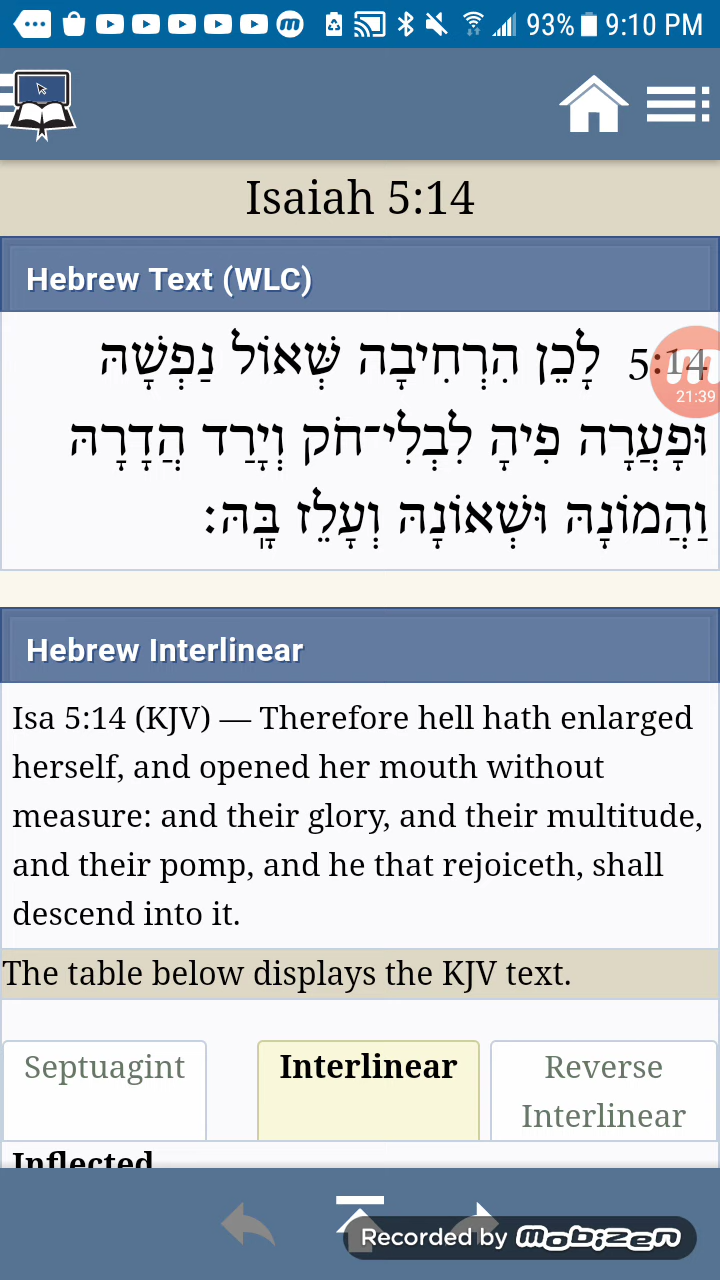 93% 9:10 PM
Isaiah 5:14
Hebrew Text (WLC)
5:14 לָכֵן הִרְחִיבָה שְּׁאוֹל נַפְשָׁהּ
וּפָעֲרָה פִיהָ לִבְלִי־חֹק וְיָרַד הֲדָרָהּ
וַהֲמוֹנָהּ וּשְׁאוֹנָהּ וְעָלֵז בָּהּ׃
21:39
Hebrew Interlinear
Isa 5:14 (KJV) — Therefore hell hath enlarged
herself, and opened her mouth without
measure: and their glory, and their multitude,
and their pomp, and he that rejoiceth, shall
descend into it.
The table below displays the KJV text.
Septuagint
Interlinear
Reverse
Interlinear
Inflected
Recorded by mobizen